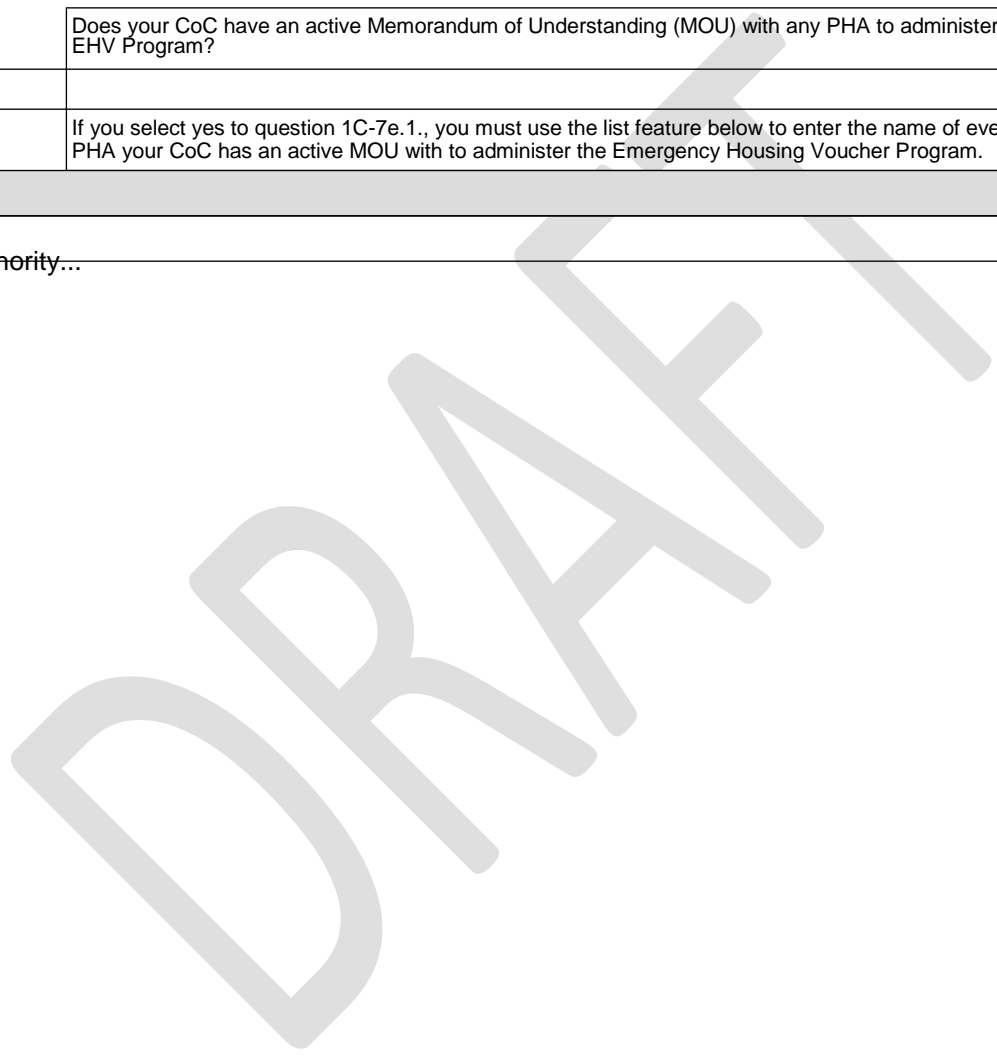 Does your CoC have an active Memorandum of Understanding (MOU) with any PHA to administer
EHV Program?
If you select yes to question 1C-7e.1., you must use the list feature below to enter the name of eve
PHA your CoC has an active MOU with to administer the Emergency Housing Voucher Program.
hority...
DRAFT